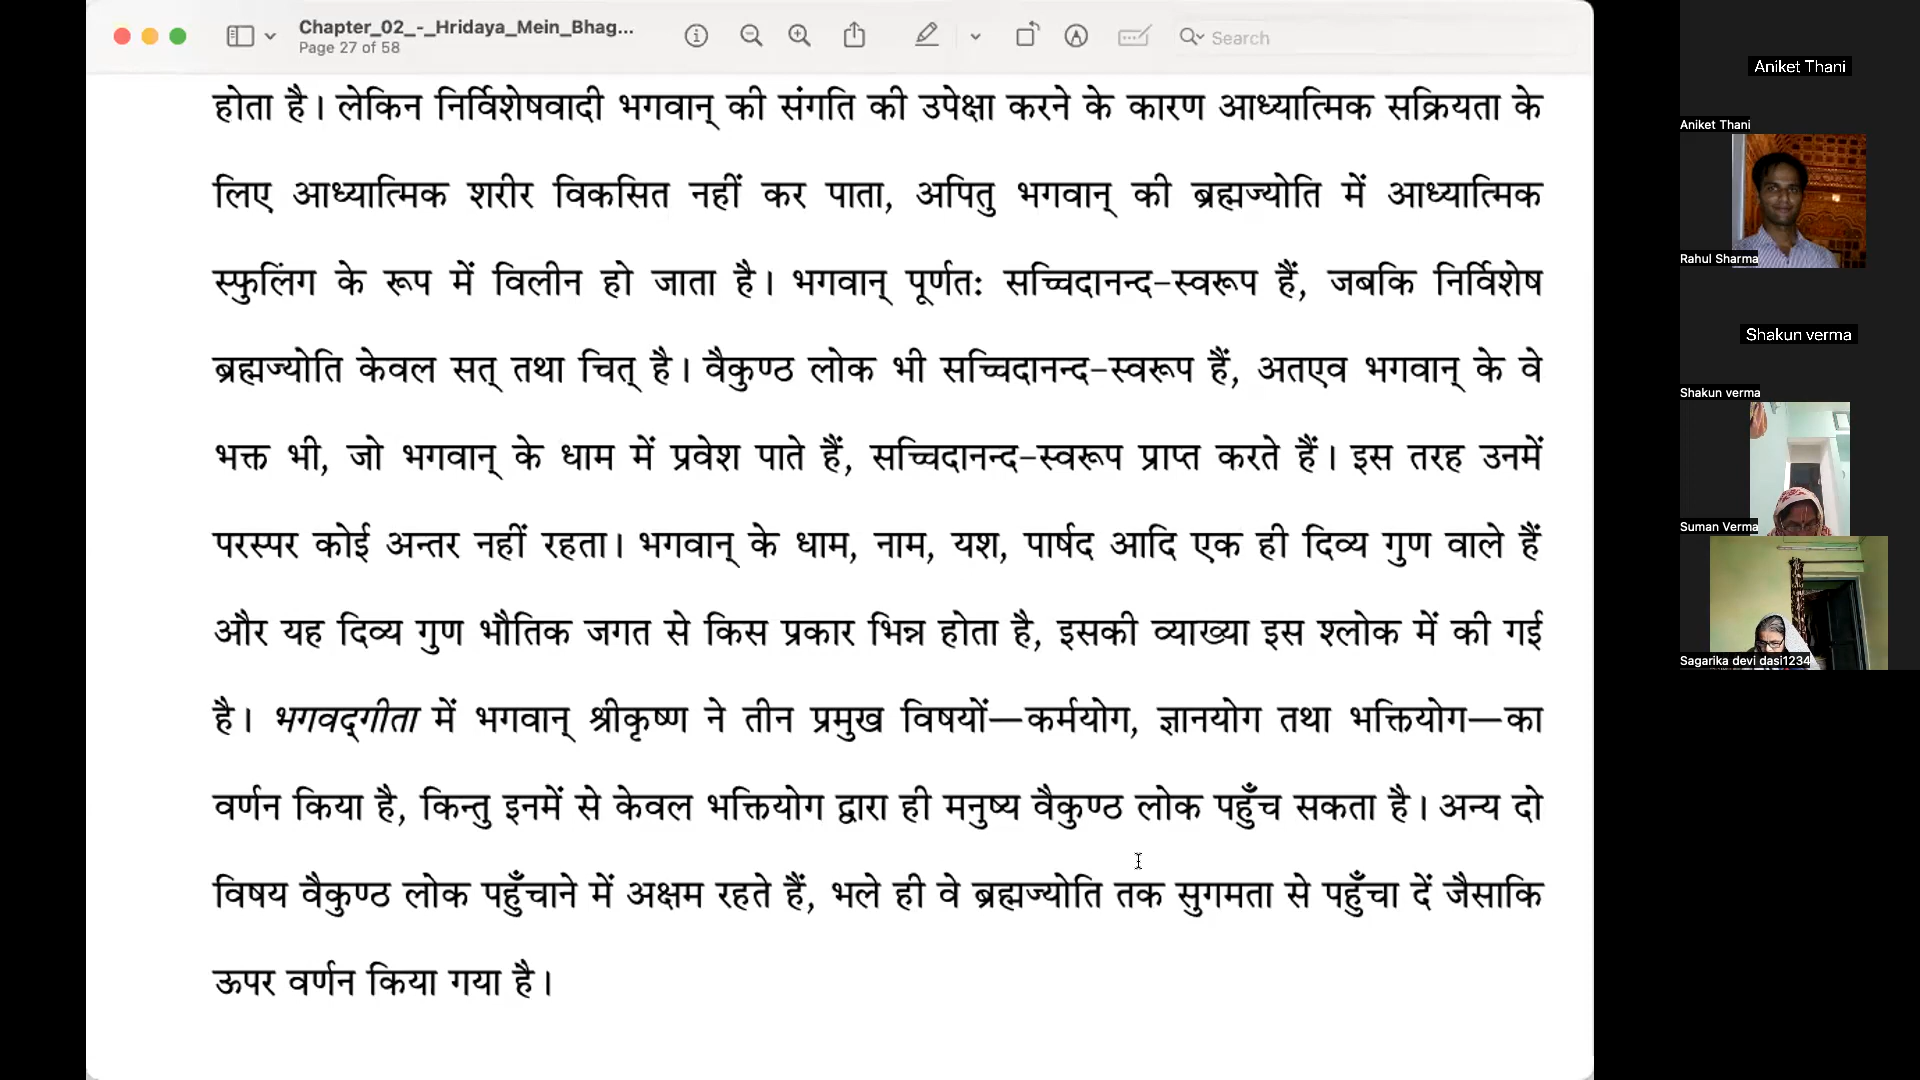 Chapter_02_-_Hridaya_Mein_Bhag...
Page 27 of 58
Search
होता है। लेकिन निर्विशेषवादी भगवान् की संगति की उपेक्षा करने के कारण आध्यात्मिक सक्रियता के
लिए आध्यात्मिक शरीर विकसित नहीं कर पाता, अपितु भगवान् की ब्रह्मज्योति में आध्यात्मिक
स्फुलिंग के रूप में विलीन हो जाता है। भगवान् पूर्णतः सच्चिदानन्द-स्वरूप हैं, जबकि निर्विशेष
ब्रह्मज्योति केवल सत् तथा चित् है। वैकुण्ठ लोक भी सच्चिदानन्द-स्वरूप हैं, अतएव भगवान् के वे
भक्त भी, जो भगवान् के धाम में प्रवेश पाते हैं, सच्चिदानन्द-स्वरूप प्राप्त करते हैं। इस तरह उनमें
परस्पर कोई अन्तर नहीं रहता। भगवान् के धाम, नाम, यश, पार्षद आदि एक ही दिव्य गुण वाले हैं
और यह दिव्य गुण भौतिक जगत से किस प्रकार भिन्न होता है, इसकी व्याख्या इस श्लोक में की गई
है। भगवद्‌गीता में भगवान् श्रीकृष्ण ने तीन प्रमुख विषयों—कर्मयोग, ज्ञानयोग तथा भक्तियोग—का
वर्णन किया है, किन्तु इनमें से केवल भक्तियोग द्वारा ही मनुष्य वैकुण्ठ लोक पहुँच सकता है। अन्य दो
विषय वैकुण्ठ लोक पहुँचाने में अक्षम रहते हैं, भले ही वे ब्रह्मज्योति तक सुगमता से पहुँचा दें जैसाकि
ऊपर वर्णन किया गया है।
Aniket Thani
Aniket Thani
Rahul Sharma
Shakun verma
Shakun verma
Suman Verma
Sagarika devi dasi1234